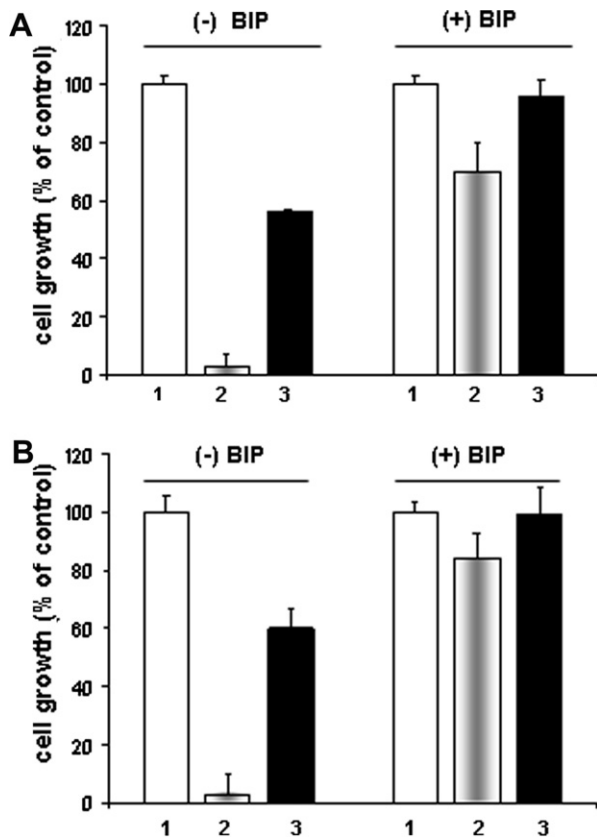 A
(-) BIP
(+) BIP
cell growth (% of control)
120
100
80
60
40
20
0
1 2 3 1 2 3
B
(-) BIP
(+) BIP
cell growth (% of control)
120
100
80
60
40
20
0
1 2 3 1 2 3